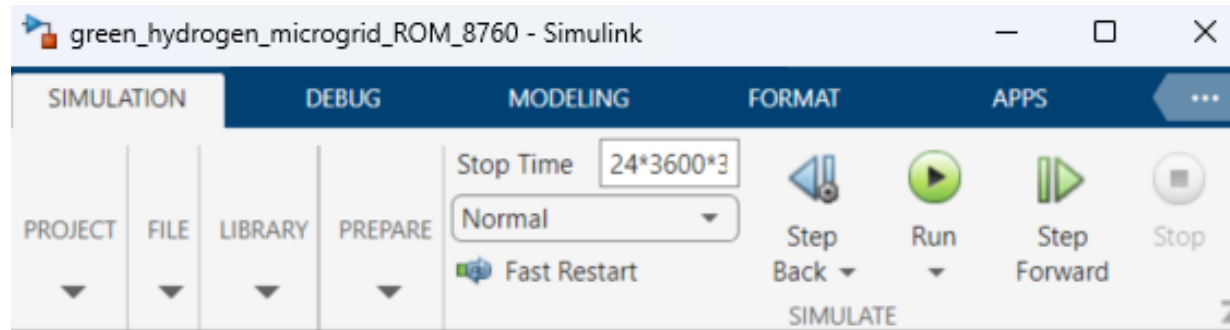 green_hydrogen_microgrid_ROM_8760 - Simulink
SIMULATION DEBUG MODELING FORMAT APPS
Stop Time 24*3600*3
PROJECT FILE LIBRARY PREPARE Normal Step Back Run Step Forward Stop
Fast Restart
SIMULATE